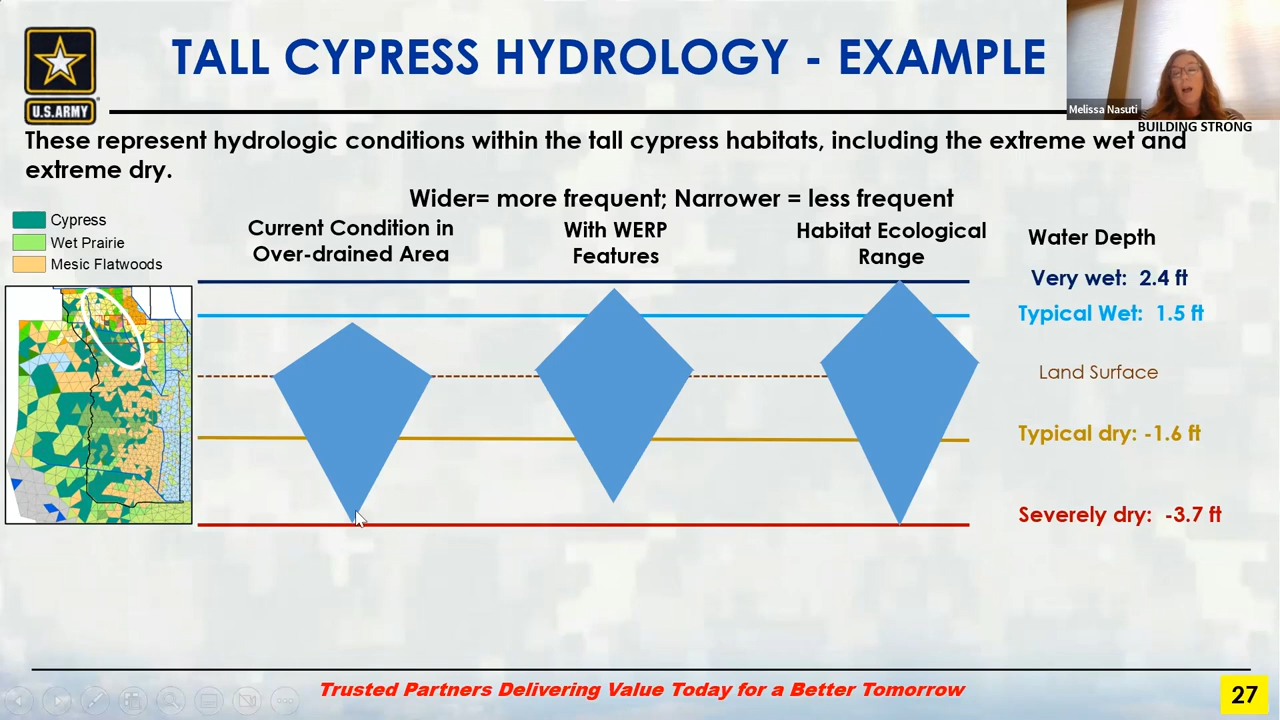 TALL CYPRESS HYDROLOGY - EXAMPLE
U.S.ARMY
Melissa Nasuti
BUILDING STRONG
These represent hydrologic conditions within the tall cypress habitats, including the extreme wet and
extreme dry.
Wider= more frequent; Narrower = less frequent
Cypress
Wet Prairie
Mesic Flatwoods
Current Condition in
Over-drained Area
With WERP
Features
Habitat Ecological
Range
Water Depth
Very wet: 2.4 ft
Typical Wet: 1.5 ft
Land Surface
Typical dry: -1.6 ft
Severely dry: -3.7 ft
Trusted Partners Delivering Value Today for a Better Tomorrow
27